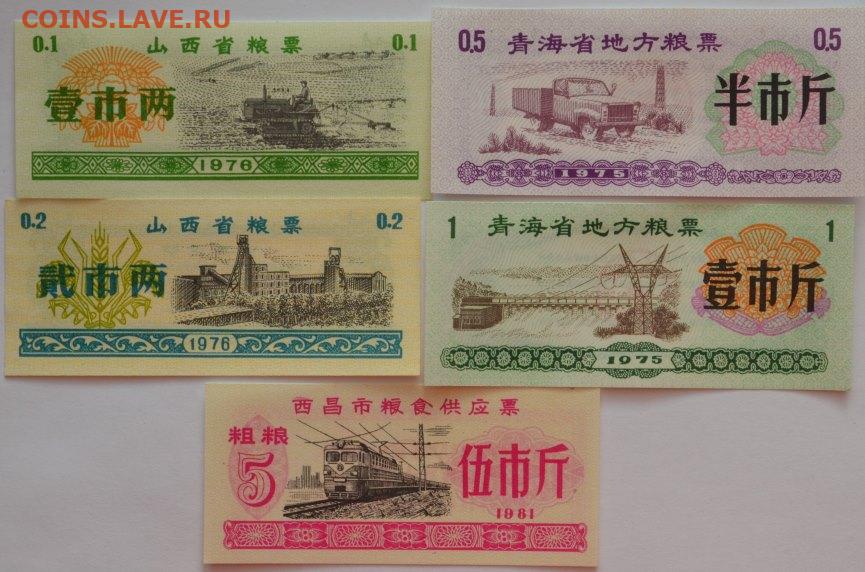 COINS.LAVE.RU
0.1 山西省粮票 0.1
壹市两
1976
0.5 青海省地方粮票 0.5
半市斤
1975
0.2 山西省粮票 0.2
贰市两
1976
1 青海省地方粮票 1
壹市斤
1975
西昌市粮食供应票
粗粮
5 伍市斤
1981